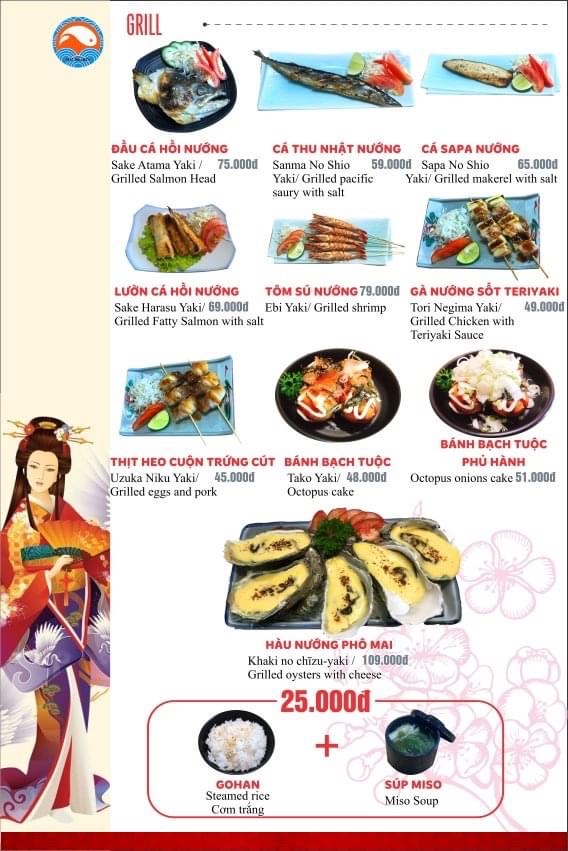 GRILL
ĐẦU CÁ HỒI NƯỚNG
Sake Atama Yaki / 75.000đ
Grilled Salmon Head
CÁ THU NHẬT NƯỚNG
Sanma No Shio 59.000đ
Yaki/ Grilled pacific
saury with salt
CÁ SAPA NƯỚNG
Sapa No Shio 65.000đ
Yaki/ Grilled makerel with salt
LƯỜN CÁ HỒI NƯỚNG
Sake Harasu Yaki/ 69.000đ
Grilled Fatty Salmon with salt
TÔM SÚ NƯỚNG 79.000đ
Ebi Yaki/ Grilled shrimp
GÀ NƯỚNG SỐT TERIYAKI
Tori Negima Yaki/ 49.000đ
Grilled Chicken with
Teriyaki Sauce
THỊT HEO CUỘN TRỨNG CÚT
Uzuka Niku Yaki/ 45.000đ
Grilled eggs and pork
BÁNH BẠCH TUỘC
Tako Yaki/ 48.000đ
Octopus cake
BÁNH BẠCH TUỘC
PHỦ HÀNH
Octopus onions cake 51.000đ
HÀU NƯỚNG PHÔ MAI
Khaki no chīzu-yaki / 109.000đ
Grilled oysters with cheese
25.000đ
GOHAN
Steamed rice
Cơm trắng
+
SÚP MISO
Miso Soup